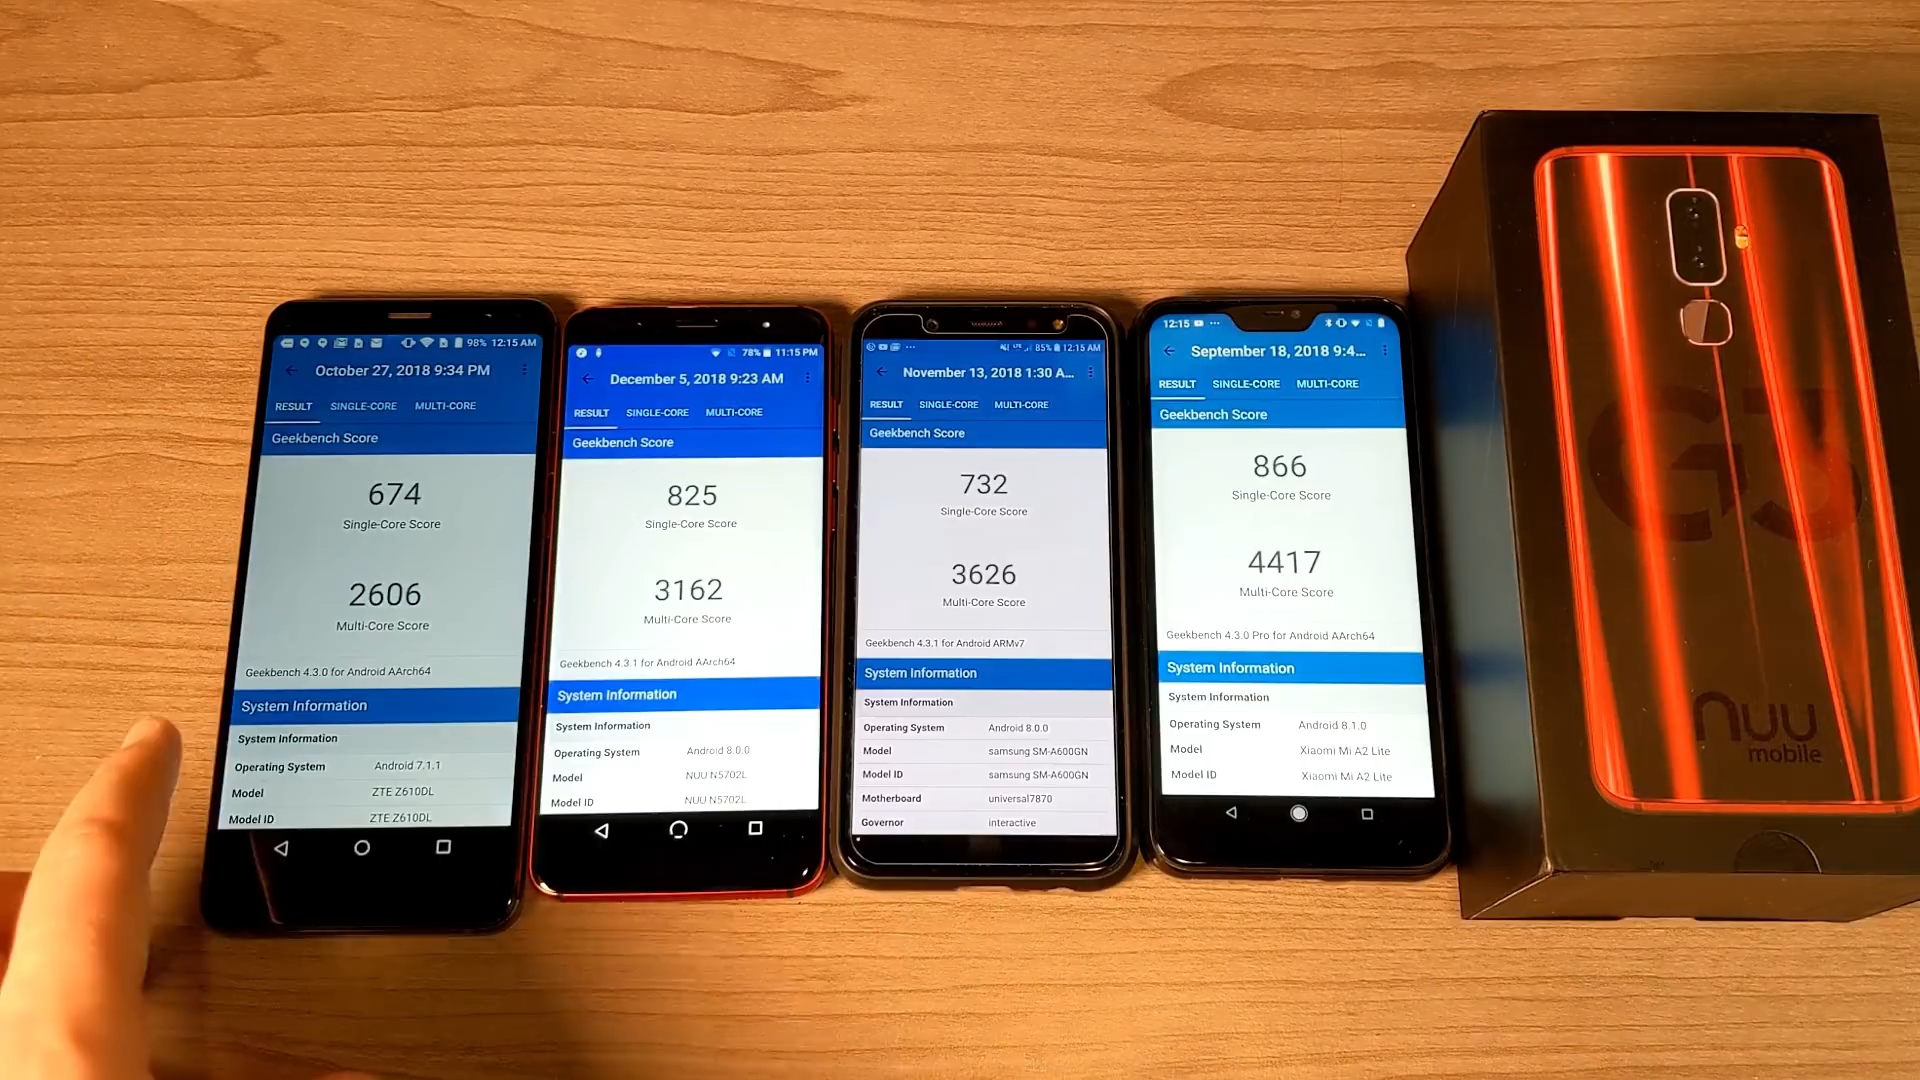 98% 12:15 AM
October 27, 2018 9:34 PM
RESULT SINGLE-CORE MULTI-CORE
Geekbench Score
674
Single-Core Score
2606
Multi-Core Score
Geekbench 4.3.0 for Android AArch64
System Information
System Information
Operating System Android 7.1.1
Model ZTE Z610DL
Model ID ZTE Z610DL
78% 11:15 PM
December 5, 2018 9:23 AM
RESULT SINGLE-CORE MULTI-CORE
Geekbench Score
825
Single-Core Score
3162
Multi-Core Score
Geekbench 4.3.1 for Android AArch64
System Information
System Information
Operating System Android 8.0.0
Model NUU N5702L
Model ID NUU N5702L
85% 12:15 AM
November 13, 2018 1:30 A...
RESULT SINGLE-CORE MULTI-CORE
Geekbench Score
732
Single-Core Score
3626
Multi-Core Score
Geekbench 4.3.1 for Android ARMv7
System Information
System Information
Operating System Android 8.0.0
Model samsung SM-A600GN
Model ID samsung SM-A600GN
Motherboard universal7870
Governor interactive
12:15
September 18, 2018 9:4...
RESULT SINGLE-CORE MULTI-CORE
Geekbench Score
866
Single-Core Score
4417
Multi-Core Score
Geekbench 4.3.0 Pro for Android AArch64
System Information
System Information
Operating System Android 8.1.0
Model Xiaomi Mi A2 Lite
Model ID Xiaomi Mi A2 Lite
G3
nuu
mobile